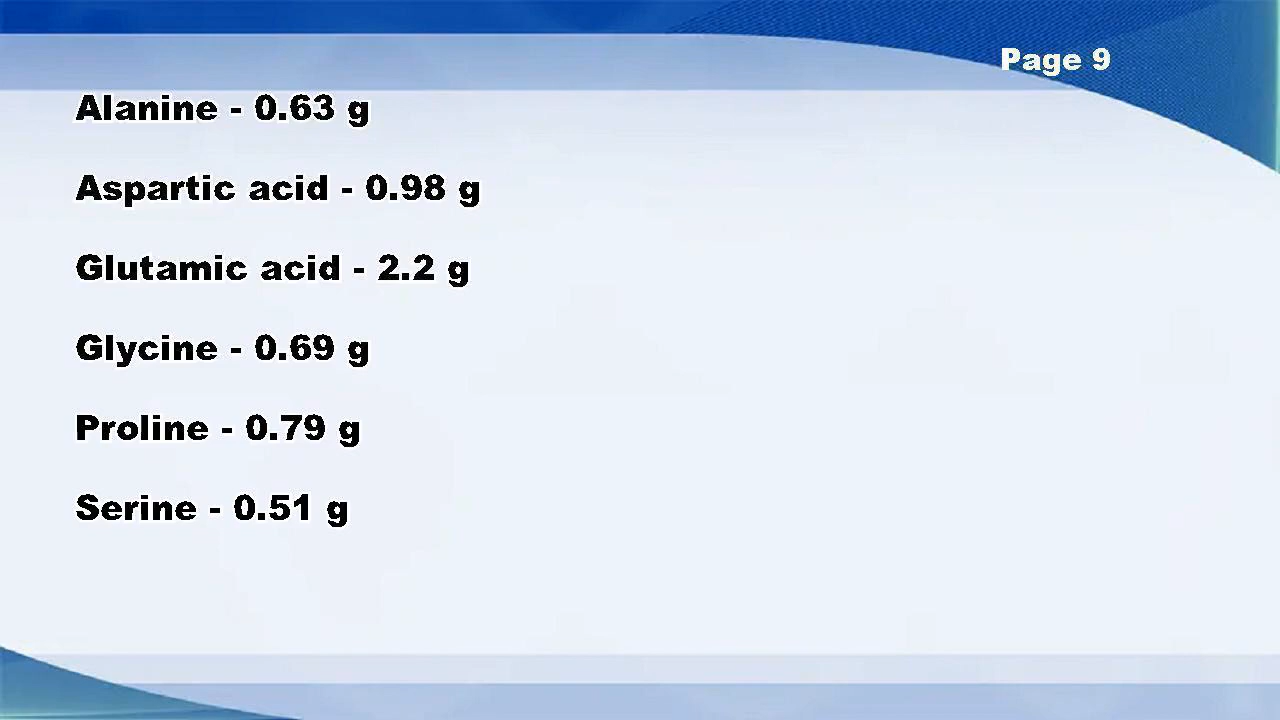 Page 9
Alanine - 0.63 g
Aspartic acid - 0.98 g
Glutamic acid - 2.2 g
Glycine - 0.69 g
Proline - 0.79 g
Serine - 0.51 g